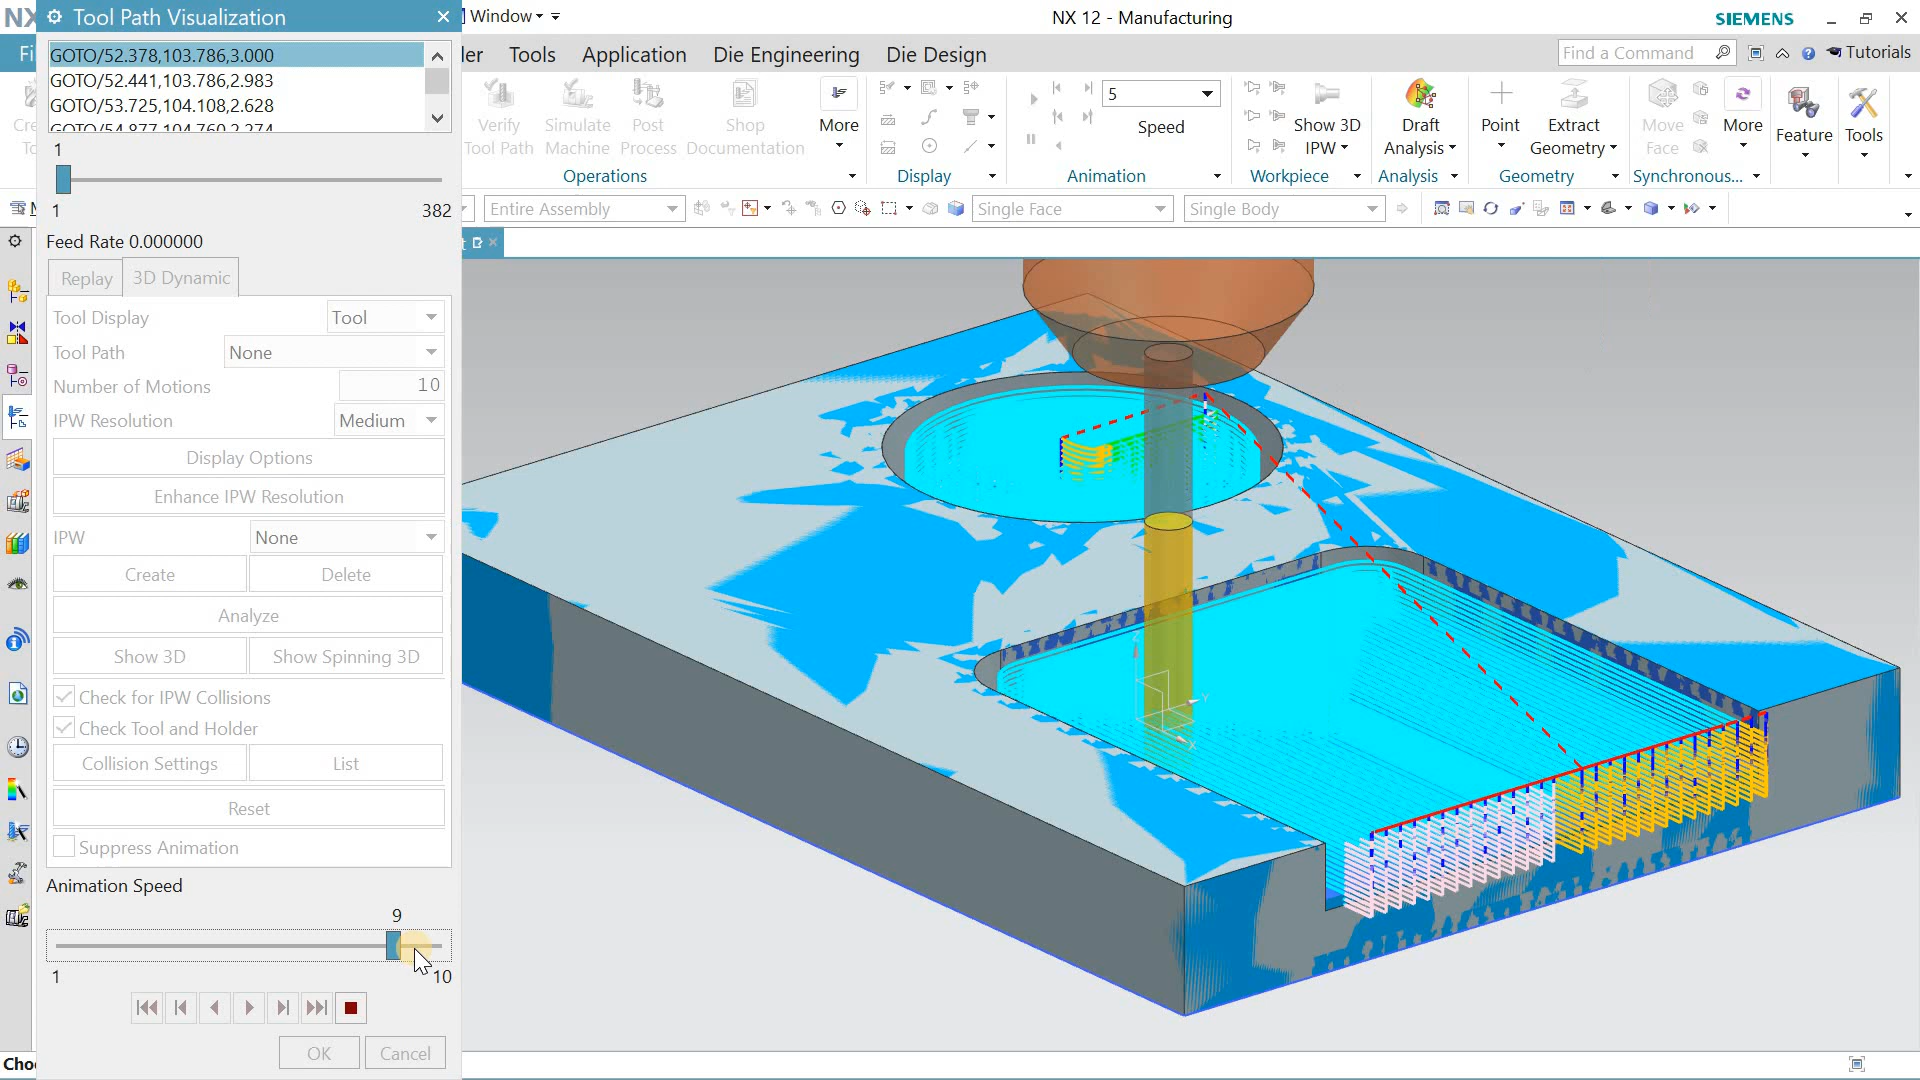 NX
Tool Path Visualization
Window
NX 12 - Manufacturing
SIEMENS
Tools
Application
Die Engineering
Die Design
Find a Command
Tutorials
GOTO/52.378,103.786,3.000
GOTO/52.441,103.786,2.983
GOTO/53.725,104.108,2.628
GOTO/54.877,104.760,2.274
1
1
382
Feed Rate 0.000000
Replay
3D Dynamic
Tool Display
Tool
Tool Path
None
Number of Motions
10
IPW Resolution
Medium
Display Options
Enhance IPW Resolution
IPW
None
Create
Delete
Analyze
Show 3D
Show Spinning 3D
Check for IPW Collisions
Check Tool and Holder
Collision Settings
List
Reset
Suppress Animation
Animation Speed
9
1
10
OK
Cancel
Verify Tool Path
Simulate Machine
Post Process
Shop Documentation
More
Operations
Display
5
Speed
Animation
Show 3D IPW
Workpiece
Draft Analysis
Analysis
Point
Extract Geometry
Geometry
Move Face
More
Synchronous...
Feature
Tools
Entire Assembly
Single Face
Single Body
Y
X